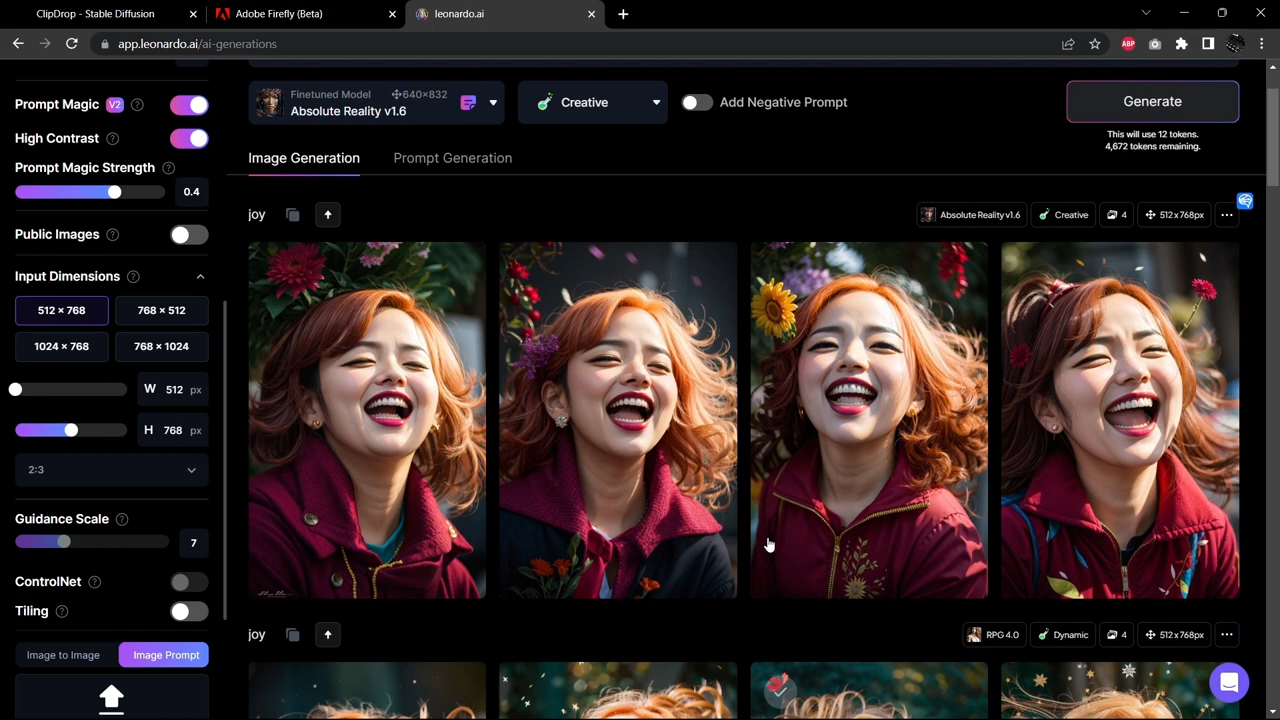 ClipDrop - Stable Diffusion
Adobe Firefly (Beta)
leonardo.ai
app.leonardo.ai/ai-generations
ABP
Prompt Magic V2
High Contrast
Prompt Magic Strength
0.4
Public Images
Input Dimensions
512 × 768
768 × 512
1024 × 768
768 × 1024
W 512 px
H 768 px
2:3
Guidance Scale
7
ControlNet
Tiling
Image to Image
Image Prompt
Finetuned Model
640×832
Absolute Reality v1.6
Creative
Add Negative Prompt
Generate
This will use 12 tokens.
4,672 tokens remaining.
Image Generation
Prompt Generation
joy
Absolute Reality v1.6
Creative
4
512 x 768px
joy
RPG 4.0
Dynamic
4
512 x 768px